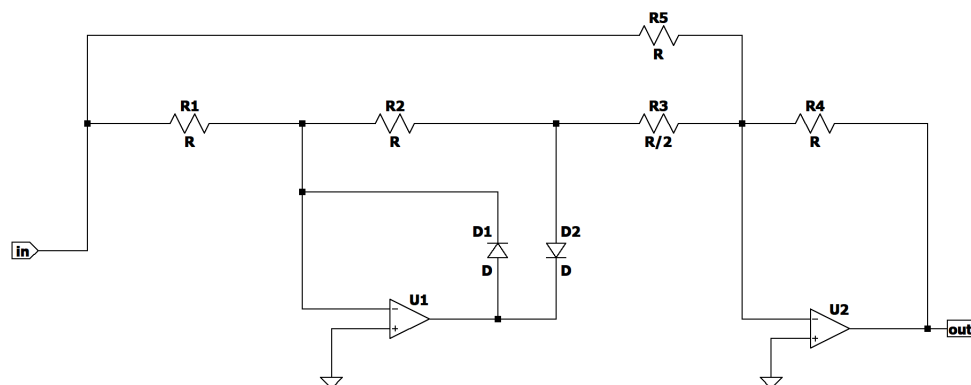 R5
R
R1
R
R2
R
R3
R/2
R4
R
in
D1
D
D2
D
U1
−
+
U2
−
+
out